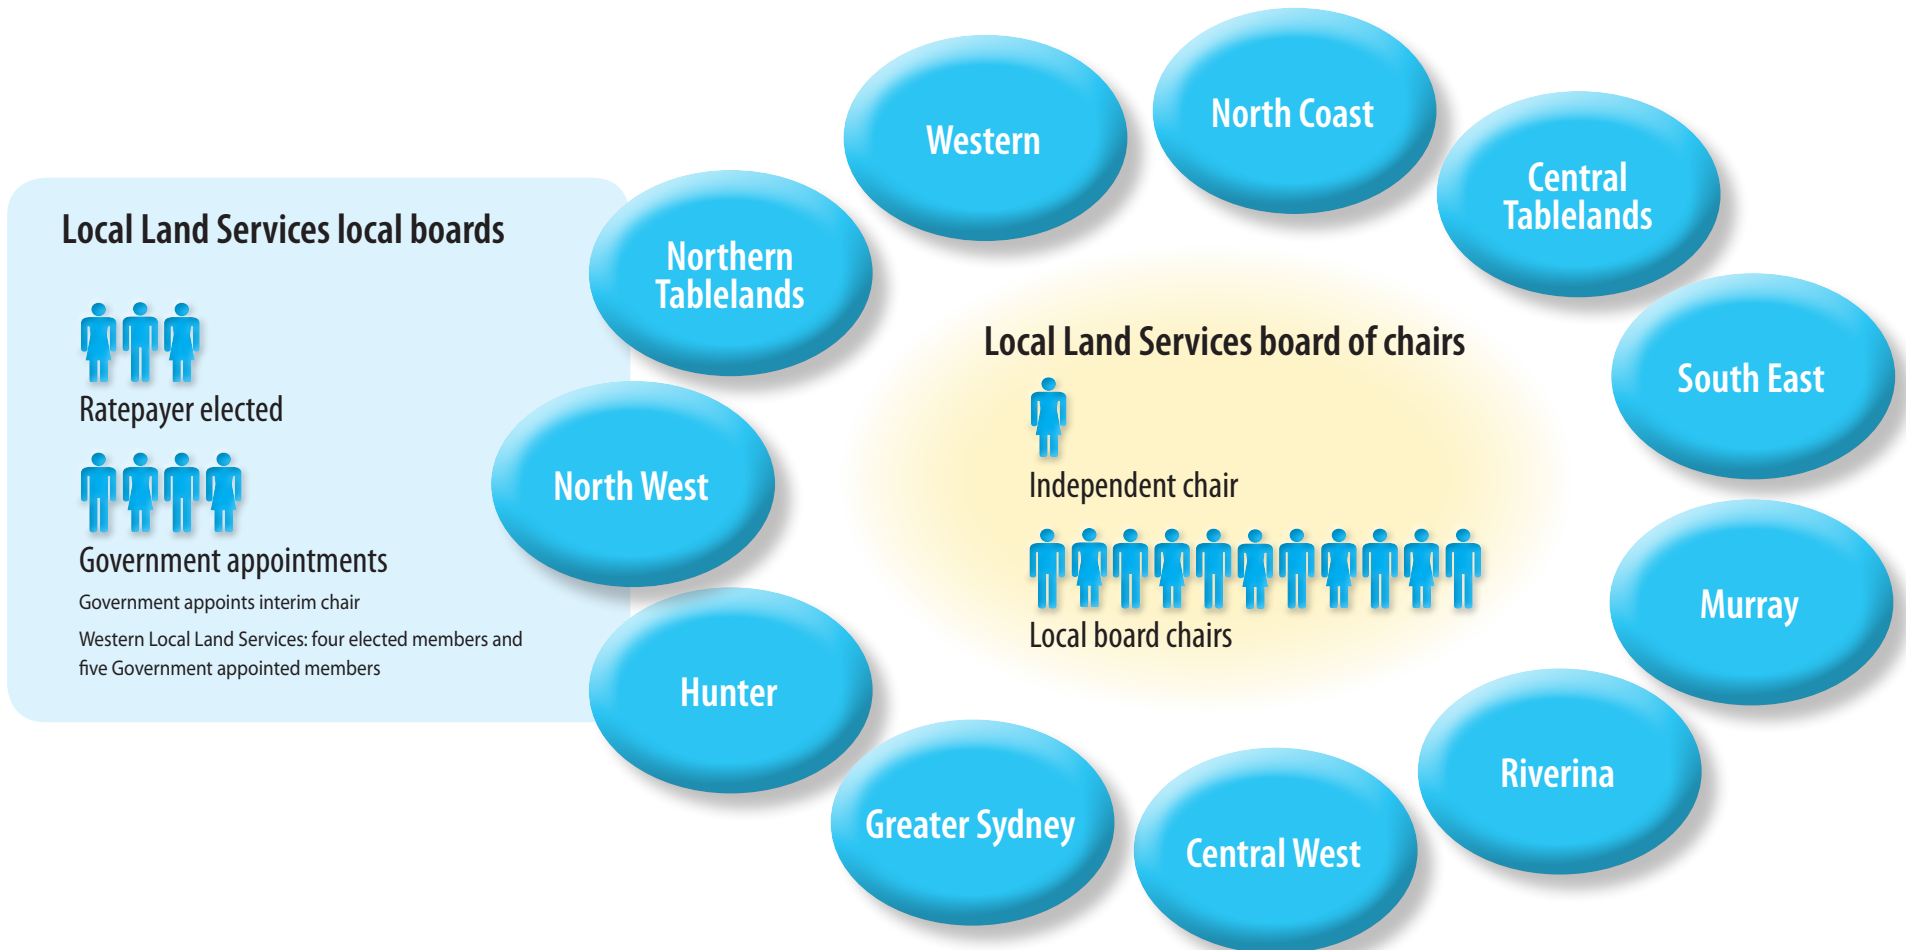 Local Land Services local boards
Ratepayer elected
Government appointments
Government appoints interim chair
Western Local Land Services: four elected members and
five Government appointed members
Northern
Tablelands
Western
North Coast
Central
Tablelands
South East
Murray
Riverina
Central West
Greater Sydney
Hunter
North West
Local Land Services board of chairs
Independent chair
Local board chairs